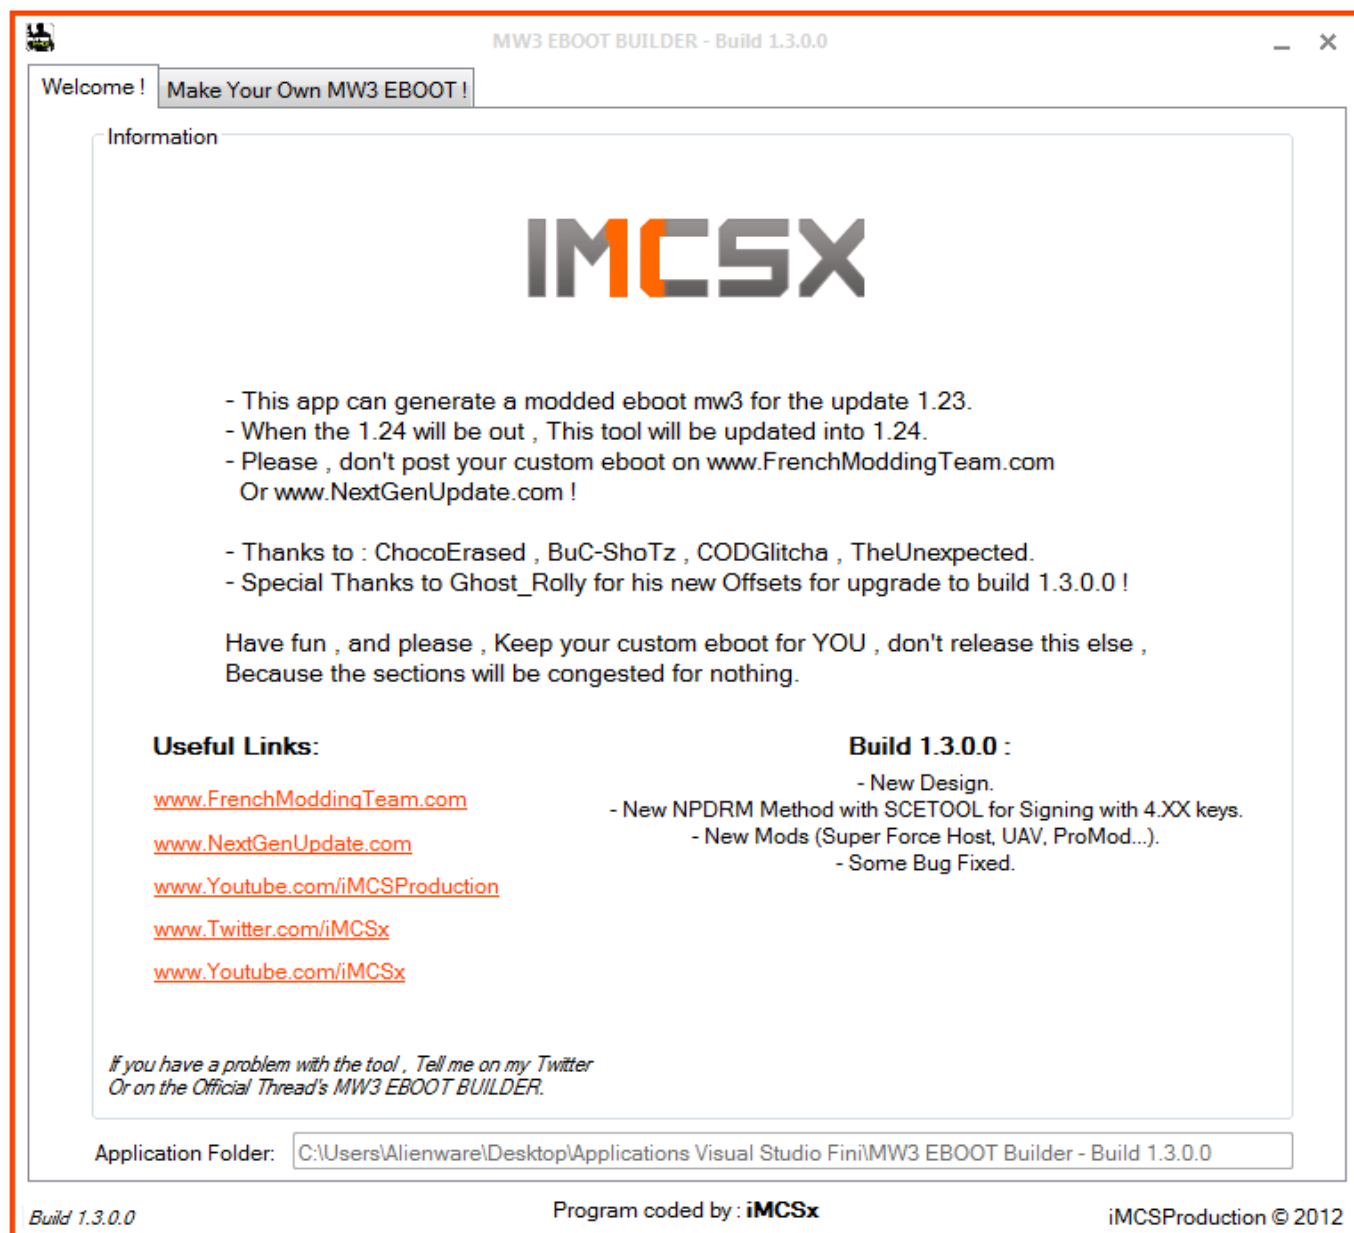 MW3 EBOOT BUILDER - Build 1.3.0.0
Welcome !
Make Your Own MW3 EBOOT !
Information
IMCSX
- This app can generate a modded eboot mw3 for the update 1.23.
- When the 1.24 will be out , This tool will be updated into 1.24.
- Please , don't post your custom eboot on www.FrenchModdingTeam.com
Or www.NextGenUpdate.com !
- Thanks to : ChocoErased , BuC-ShoTz , CODGlitcha , TheUnexpected.
- Special Thanks to Ghost_Rolly for his new Offsets for upgrade to build 1.3.0.0 !
Have fun , and please , Keep your custom eboot for YOU , don't release this else ,
Because the sections will be congested for nothing.
Useful Links:
www.FrenchModdingTeam.com
www.NextGenUpdate.com
www.Youtube.com/iMCSProduction
www.Twitter.com/iMCSx
www.Youtube.com/iMCSx
Build 1.3.0.0 :
- New Design.
- New NPDRM Method with SCETOOL for Signing with 4.XX keys.
- New Mods (Super Force Host, UAV, ProMod...).
- Some Bug Fixed.
If you have a problem with the tool , Tell me on my Twitter
Or on the Official Thread's MW3 EBOOT BUILDER.
Application Folder: C:\Users\Alienware\Desktop\Applications Visual Studio Fini\MW3 EBOOT Builder - Build 1.3.0.0
Build 1.3.0.0
Program coded by : iMCSx
iMCSProduction © 2012